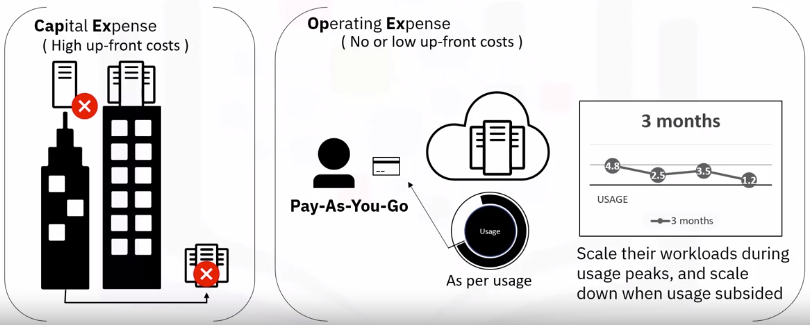 Capital Expense
( High up-front costs )
Operating Expense
( No or low up-front costs )
Pay-As-You-Go
Usage
As per usage
3 months
4.8
2.5
3.5
1.2
USAGE
3 months
Scale their workloads during
usage peaks, and scale
down when usage subsided